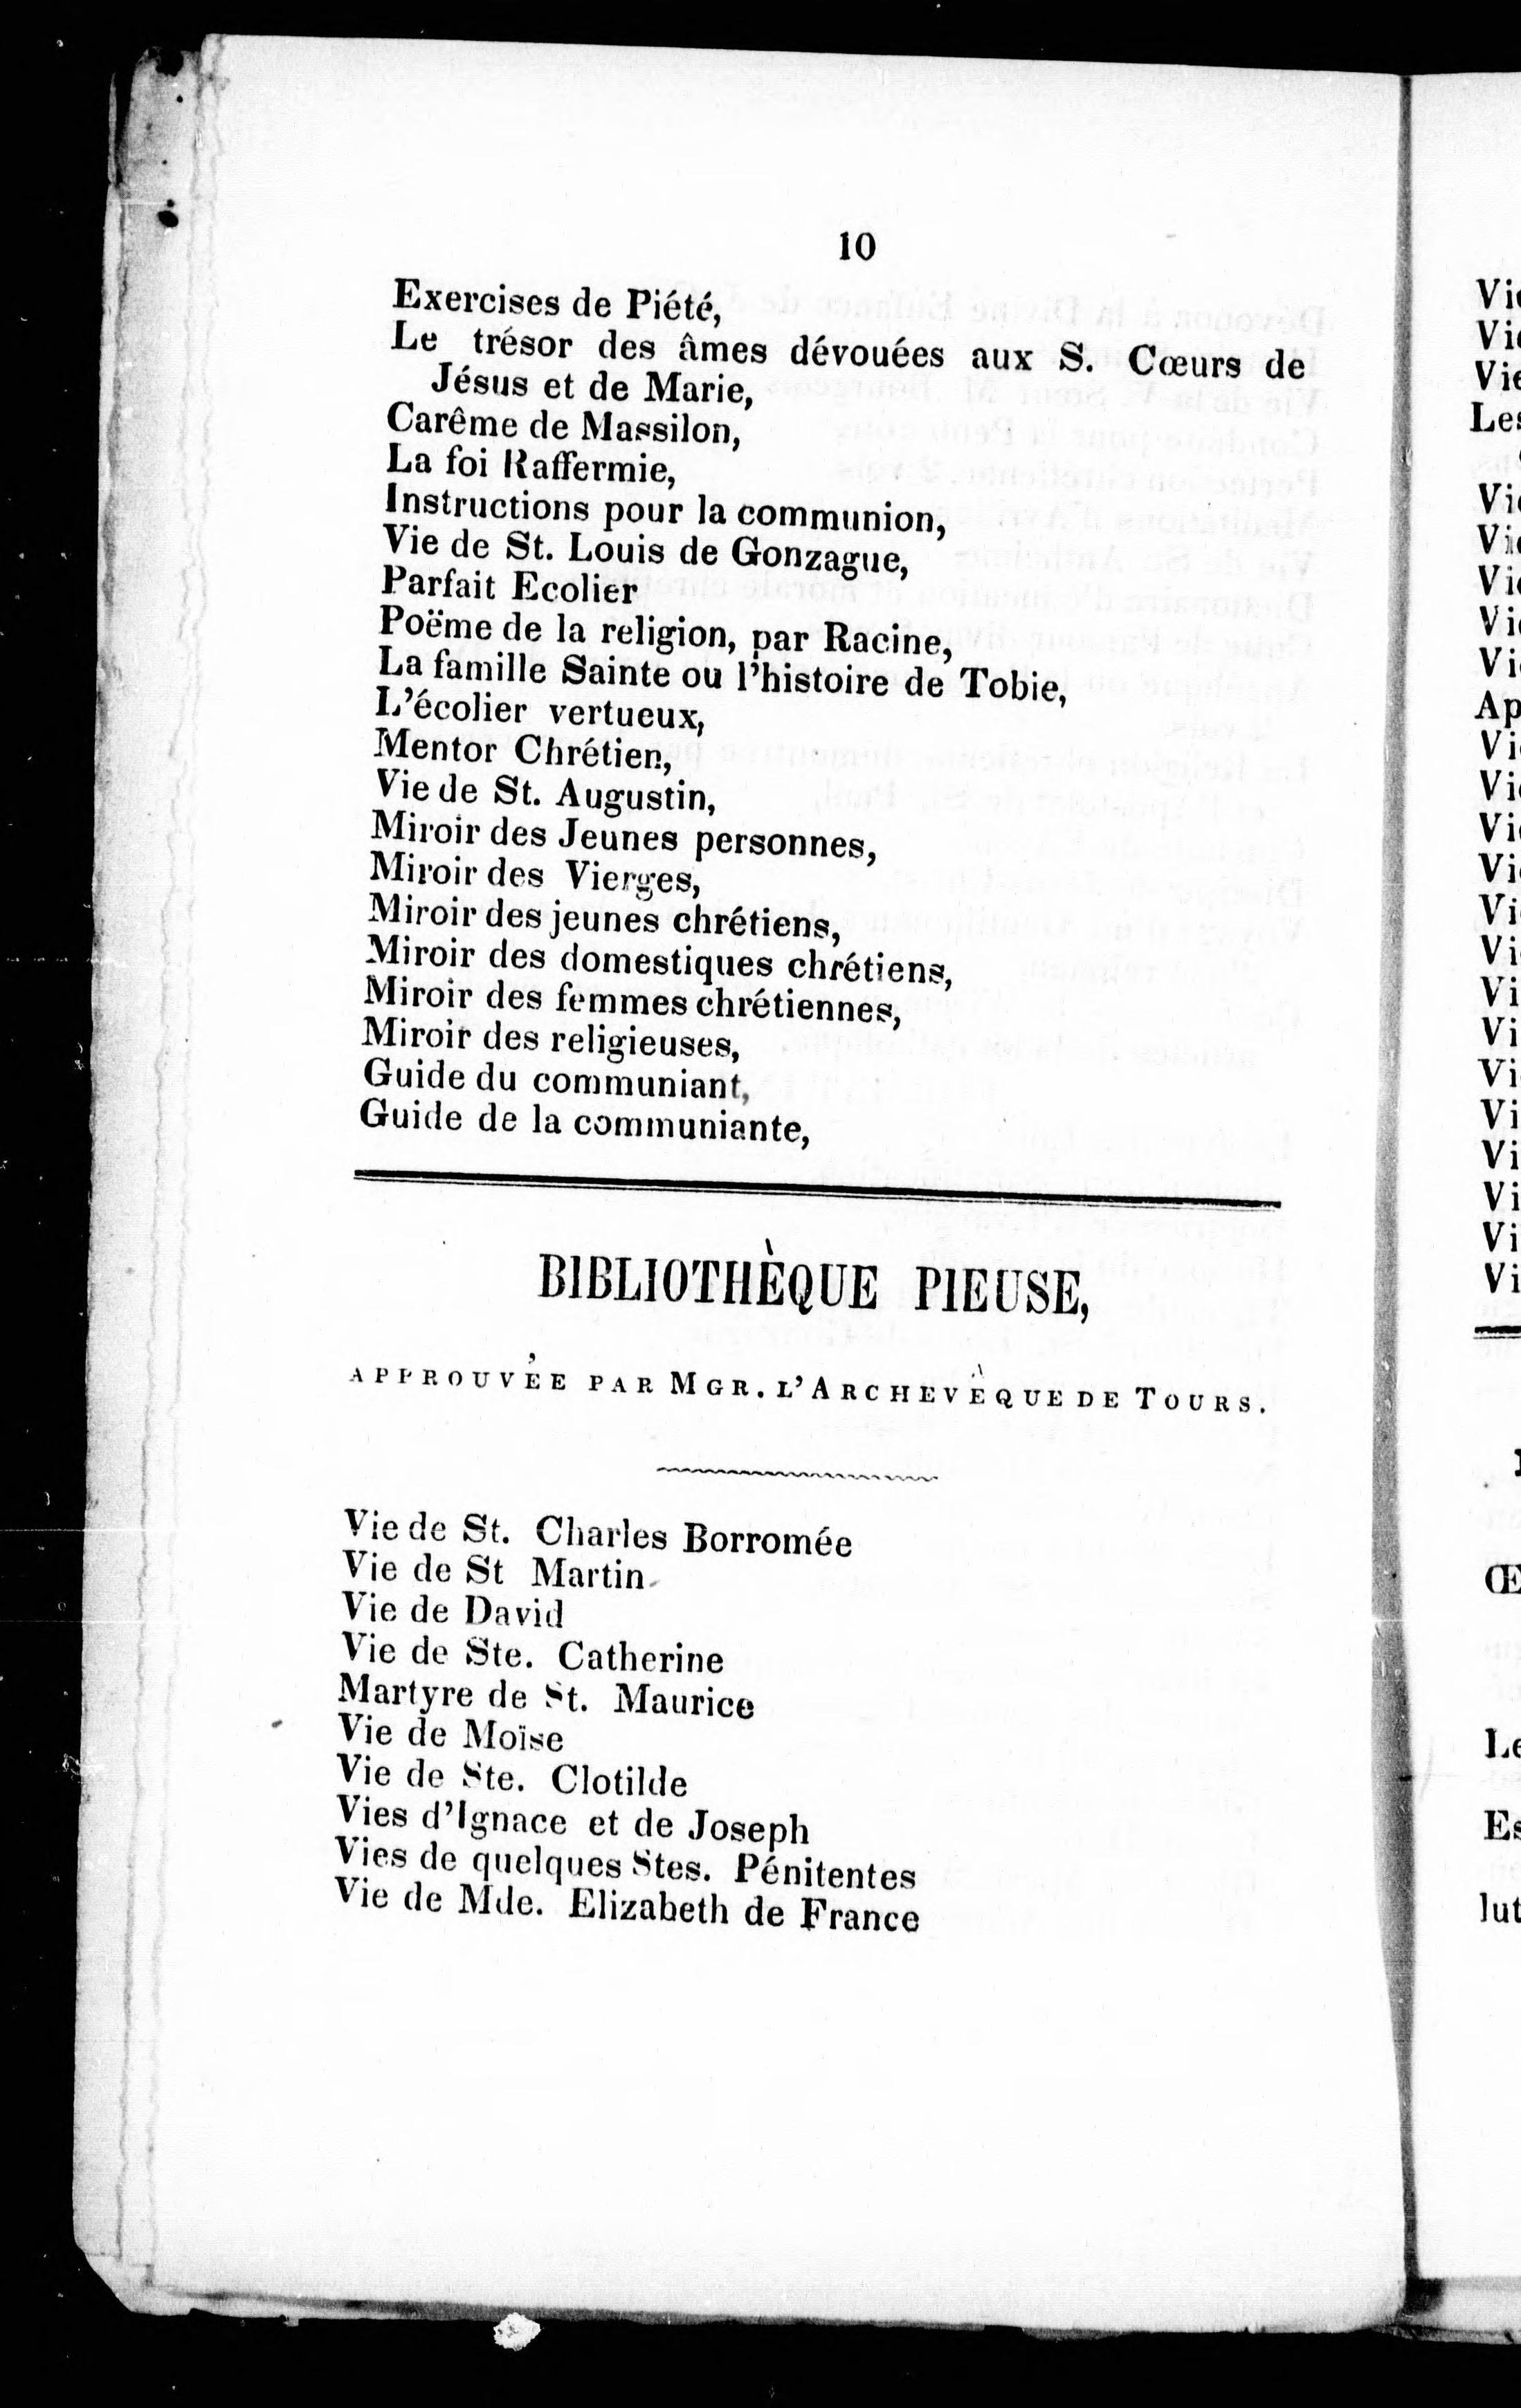 10
Exercises de Piété,
Le trésor des âmes dévouées aux S. Cœurs de
Jésus et de Marie,
Carême de Massilon,
La foi Raffermie,
Instructions pour la communion,
Vie de St. Louis de Gonzague,
Parfait Ecolier
Poëme de la religion, par Racine,
La famille Sainte ou l'histoire de Tobie,
L'écolier vertueux,
Mentor Chrétien,
Vie de St. Augustin,
Miroir des Jeunes personnes,
Miroir des Vierges,
Miroir des jeunes chrétiens,
Miroir des domestiques chrétiens,
Miroir des femmes chrétiennes,
Miroir des religieuses,
Guide du communiant,
Guide de la communiante,
BIBLIOTHÈQUE PIEUSE,
APPROUVÉE PAR MGR. L'ARCHEVÈQUE DE TOURS.
Vie de St. Charles Borromée
Vie de St Martin
Vie de David
Vie de Ste. Catherine
Martyre de St. Maurice
Vie de Moïse
Vie de Ste. Clotilde
Vies d'Ignace et de Joseph
Vies de quelques Stes. Pénitentes
Vie de Mde. Elizabeth de France